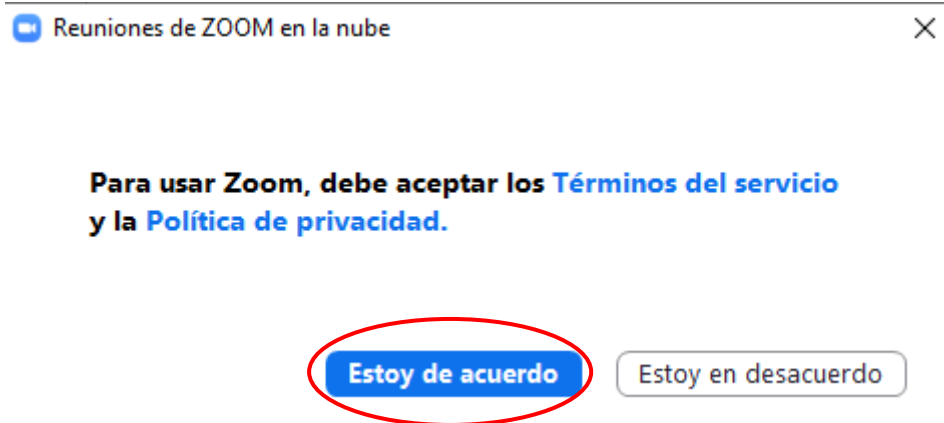 Reuniones de ZOOM en la nube
Para usar Zoom, debe aceptar los Términos del servicio
y la Política de privacidad.
Estoy de acuerdo
Estoy en desacuerdo